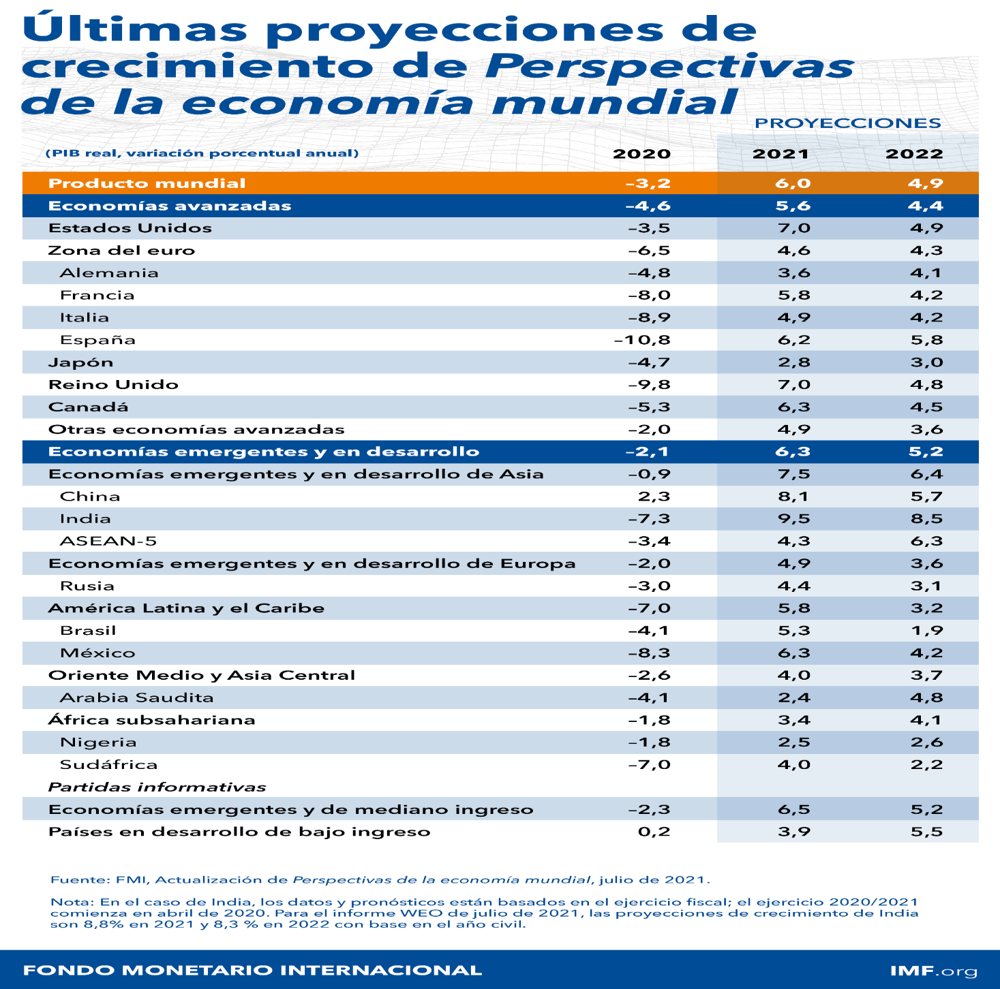 Últimas proyecciones de
crecimiento de Perspectivas
de la economía mundial
PROYECCIONES
(PIB real, variación porcentual anual) 2020 2021 2022
Producto mundial –3,2 6,0 4,9
Economías avanzadas –4,6 5,6 4,4
Estados Unidos –3,5 7,0 4,9
Zona del euro –6,5 4,6 4,3
Alemania –4,8 3,6 4,1
Francia –8,0 5,8 4,2
Italia –8,9 4,9 4,2
España –10,8 6,2 5,8
Japón –4,7 2,8 3,0
Reino Unido –9,8 7,0 4,8
Canadá –5,3 6,3 4,5
Otras economías avanzadas –2,0 4,9 3,6
Economías emergentes y en desarrollo –2,1 6,3 5,2
Economías emergentes y en desarrollo de Asia –0,9 7,5 6,4
China 2,3 8,1 5,7
India –7,3 9,5 8,5
ASEAN-5 –3,4 4,3 6,3
Economías emergentes y en desarrollo de Europa –2,0 4,9 3,6
Rusia –3,0 4,4 3,1
América Latina y el Caribe –7,0 5,8 3,2
Brasil –4,1 5,3 1,9
México –8,3 6,3 4,2
Oriente Medio y Asia Central –2,6 4,0 3,7
Arabia Saudita –4,1 2,4 4,8
África subsahariana –1,8 3,4 4,1
Nigeria –1,8 2,5 2,6
Sudáfrica –7,0 4,0 2,2
Partidas informativas
Economías emergentes y de mediano ingreso –2,3 6,5 5,2
Países en desarrollo de bajo ingreso 0,2 3,9 5,5
Fuente: FMI, Actualización de Perspectivas de la economía mundial, julio de 2021.
Nota: En el caso de India, los datos y pronósticos están basados en el ejercicio fiscal; el ejercicio 2020/2021
comienza en abril de 2020. Para el informe WEO de julio de 2021, las proyecciones de crecimiento de India
son 8,8% en 2021 y 8,3 % en 2022 con base en el año civil.
FONDO MONETARIO INTERNACIONAL IMF.org